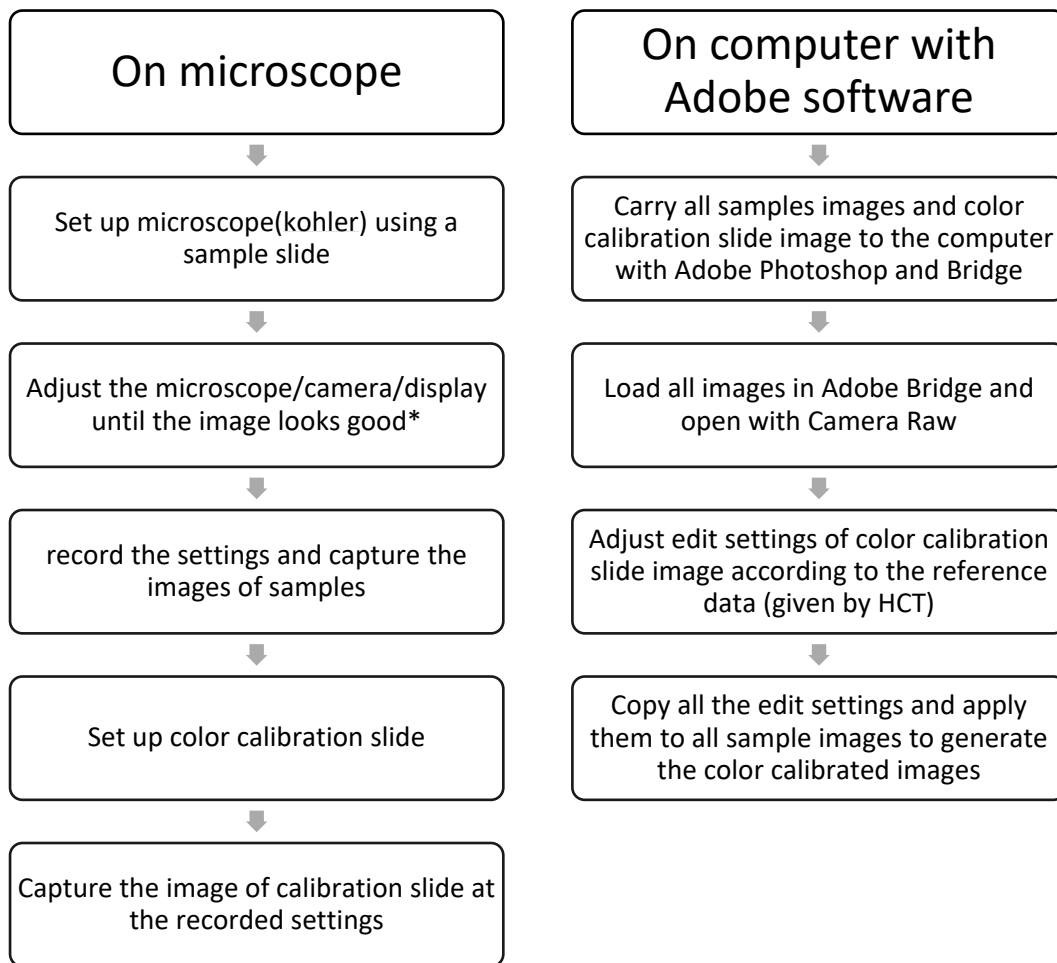 On microscope
Set up microscope(kohler) using a
sample slide
Adjust the microscope/camera/display
until the image looks good*
record the settings and capture the
images of samples
Set up color calibration slide
Capture the image of calibration slide at
the recorded settings
On computer with
Adobe software
Carry all samples images and color
calibration slide image to the computer
with Adobe Photoshop and Bridge
Load all images in Adobe Bridge and
open with Camera Raw
Adjust edit settings of color calibration
slide image according to the reference
data (given by HCT)
Copy all the edit settings and apply
them to all sample images to generate
the color calibrated images